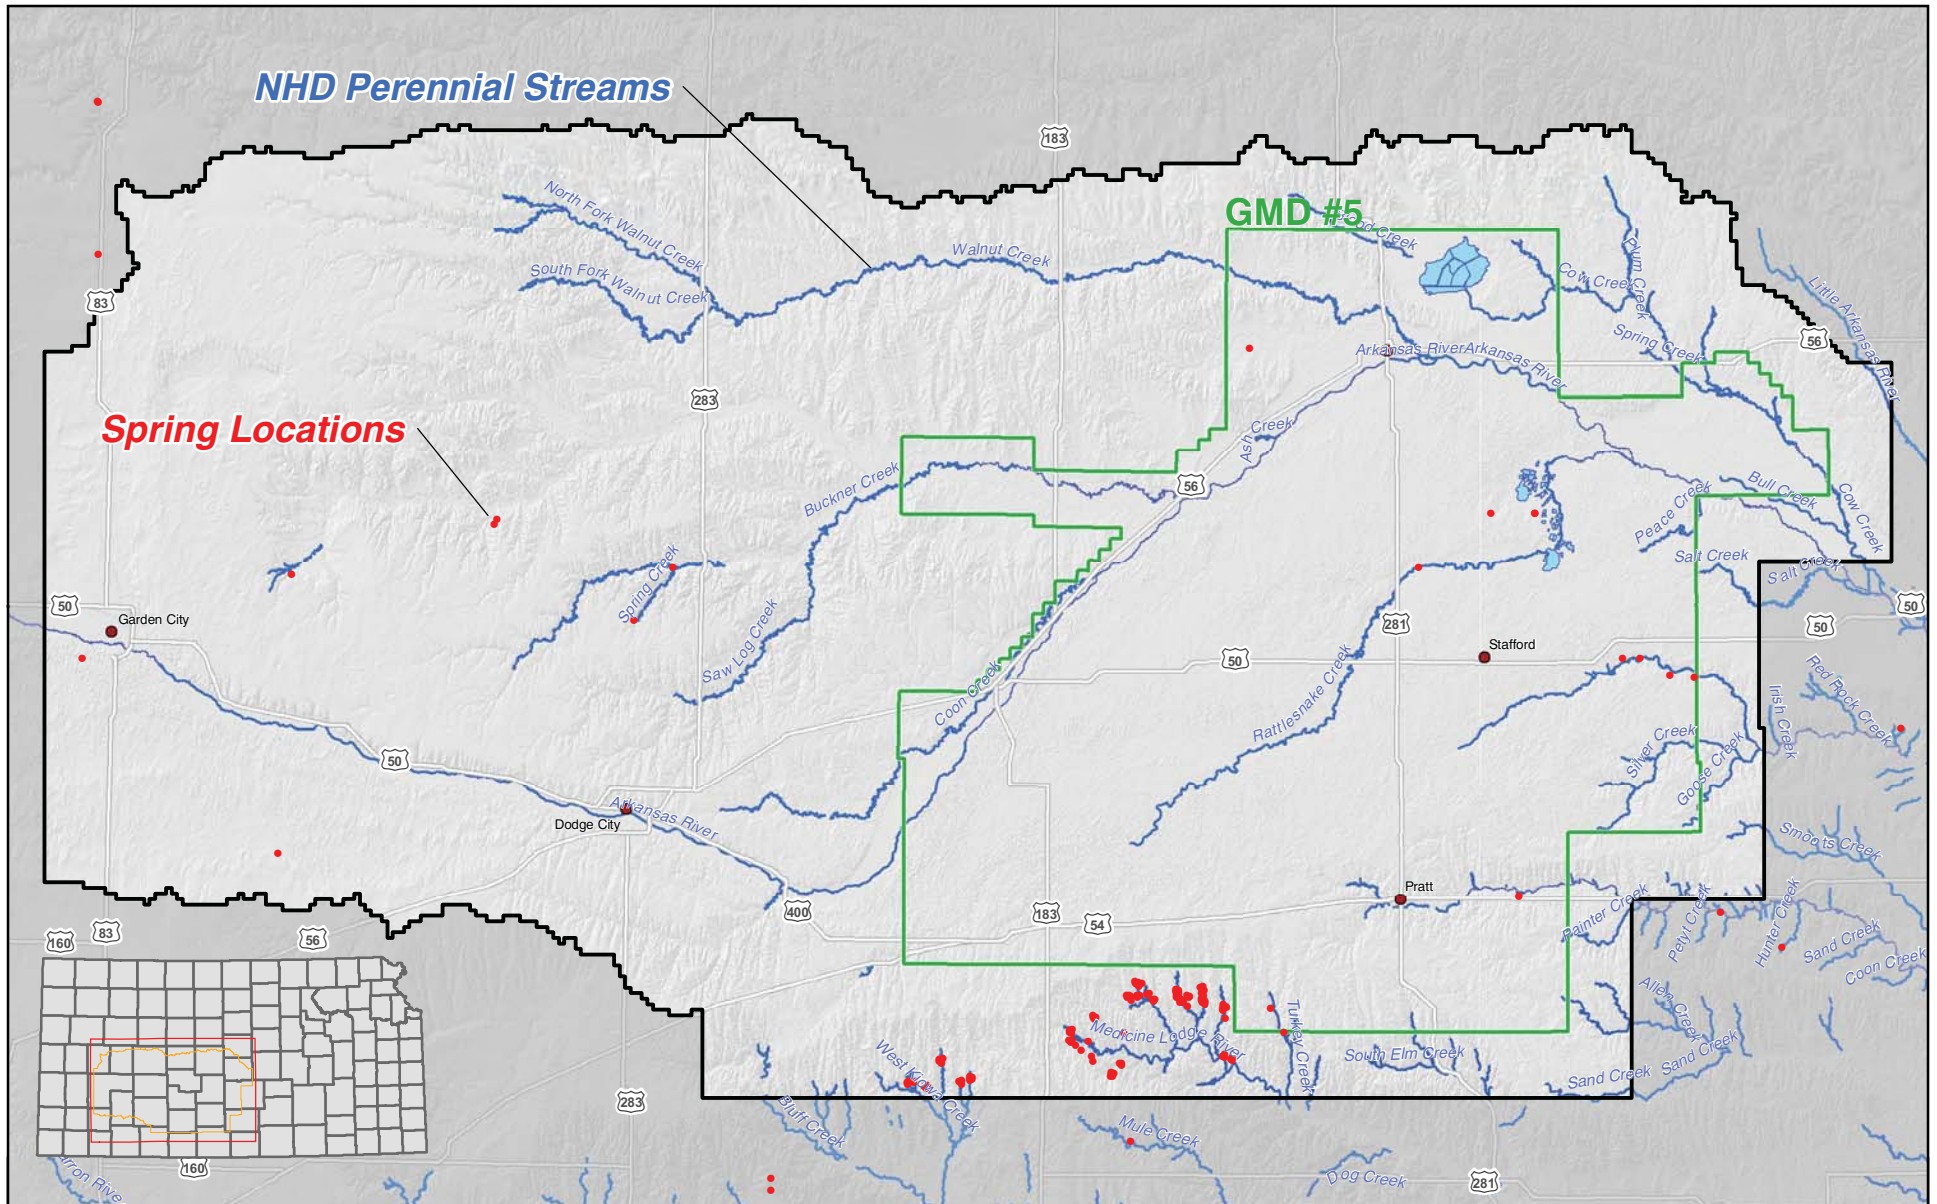 NHD Perennial Streams
183
North Fork Walnut Creek
GMD #5
Walnut Creek
Cow Creek
Plum Creek
South Fork Walnut Creek
Little Arkansas River
83
Spring Creek
56
Arkansas River
Arkansas River
283
Spring Locations
Ash Creek
Buckner Creek
56
Bull Creek
Peace Creek
Cow Creek
Salt Creek
Salt Creek
Spring Creek
50
Garden City
50
281
50
Saw Log Creek
50
Stafford
Rattlesnake Creek
Red Rock Creek
Coon Creek
Irish Creek
Silver Creek
50
Goose Creek
Arkansas River
Dodge City
Smoots Creek
Pratt
400
183
54
Painter Creek
Petyt Creek
Hunter Creek
160
83
56
Sand Creek
Coon Creek
Allen Creek
Medicine Lodge River
Turkey Creek
South Elm Creek
Sand Creek
Sand Creek
West Kiowa Creek
283
Bluff Creek
Mule Creek
160
Dog Creek
281